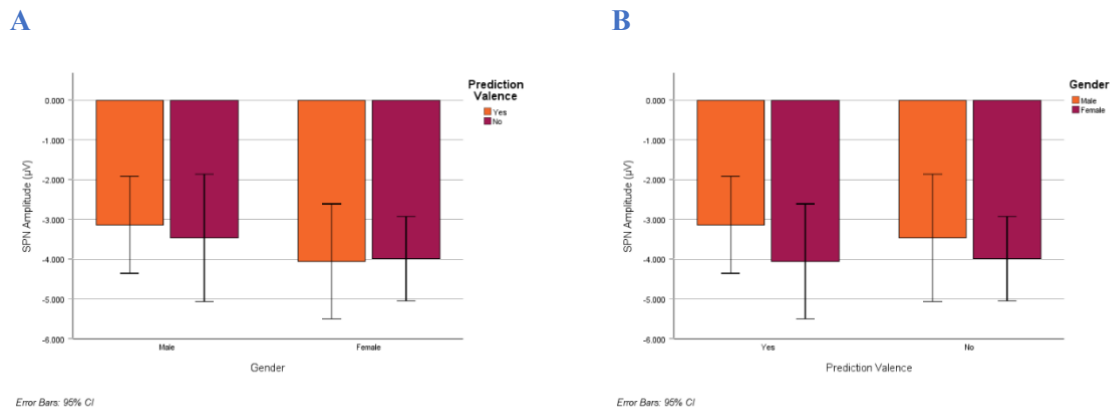 A
Prediction
Valence
Yes
No
0.000
-1.000
-2.000
-3.000
-4.000
-5.000
-6.000
SPN Amplitude (µV)
Male
Female
Gender
Error Bars: 95% CI
B
Gender
Male
Female
0.000
-1.000
-2.000
-3.000
-4.000
-5.000
-6.000
SPN Amplitude (µV)
Yes
No
Prediction Valence
Error Bars: 95% CI